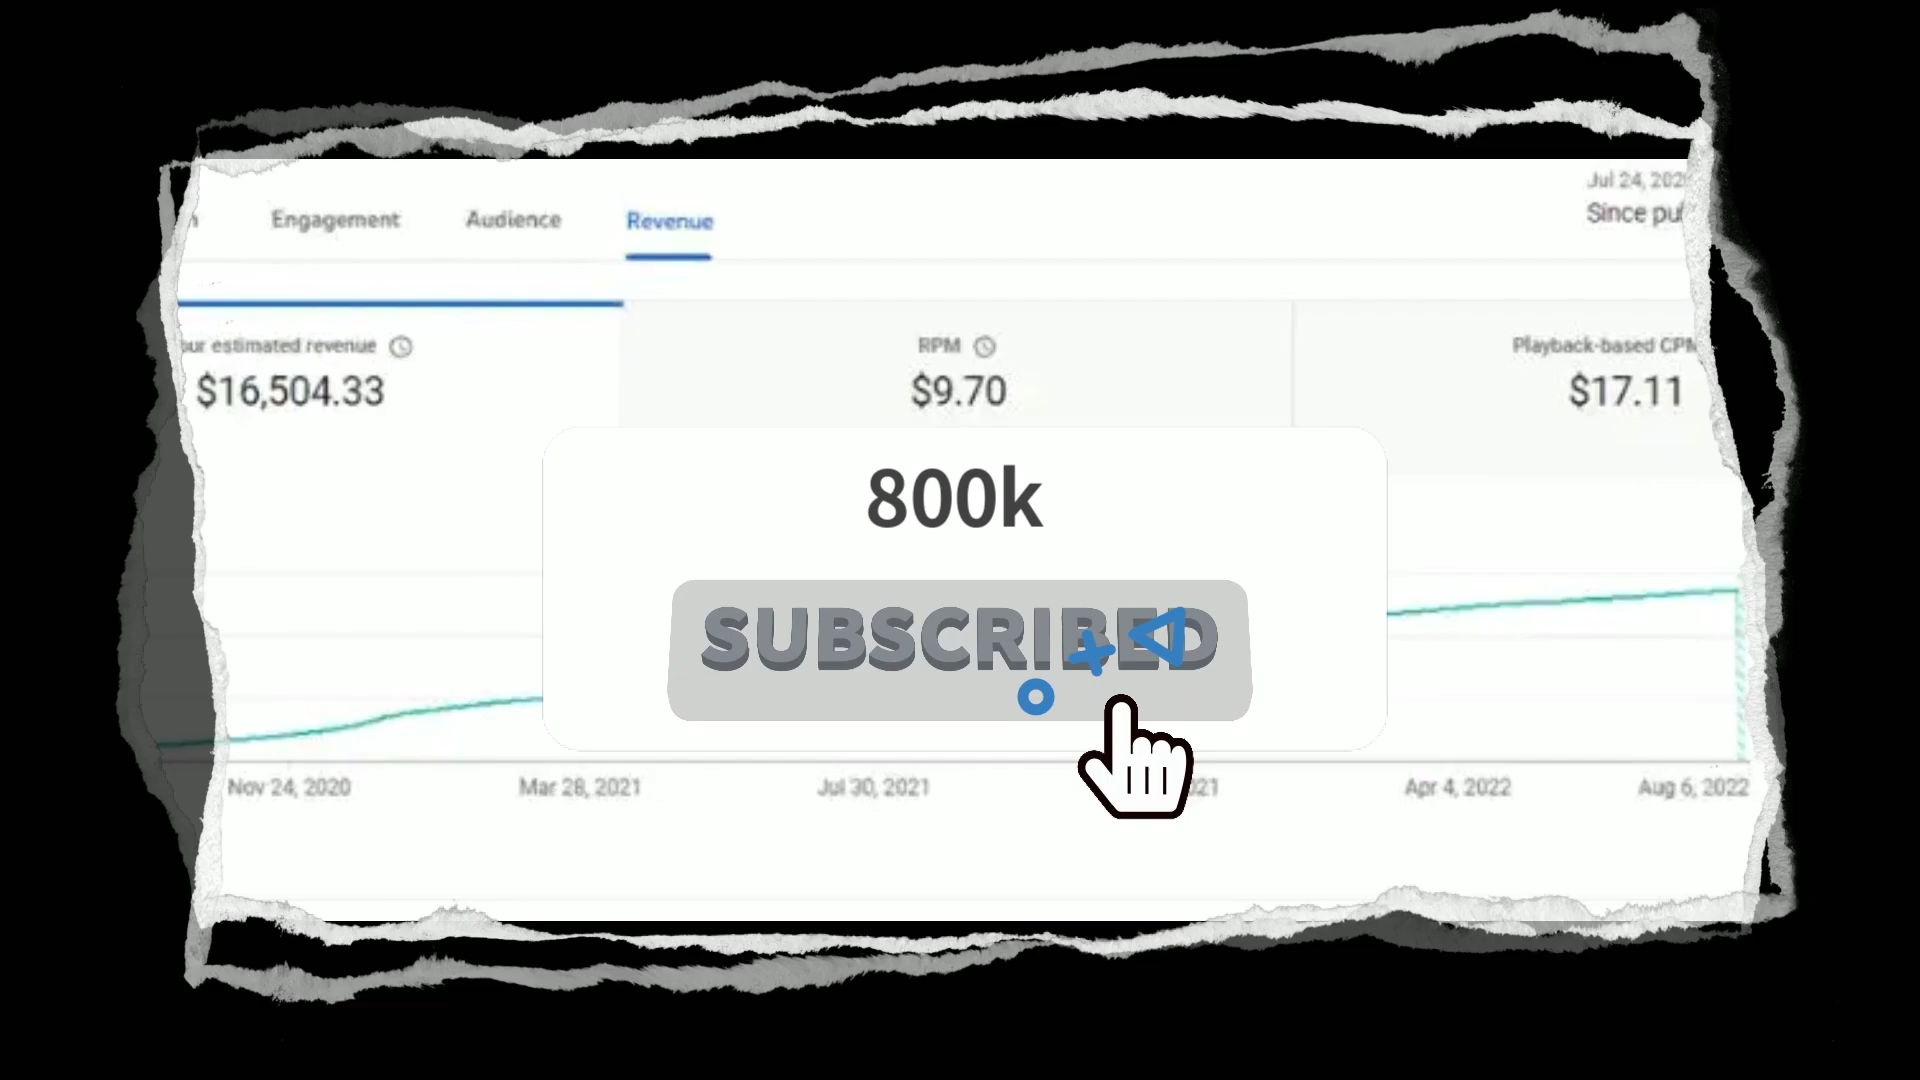 Jul 24, 202
Since pu
Engagement Audience Revenue
our estimated revenue RPM Playback-based CPM
$16,504.33 $9.70 $17.11
800k
SUBSCRIBED
Nov 24, 2020 Mar 28, 2021 Jul 30, 2021 2021 Apr 4, 2022 Aug 6, 2022